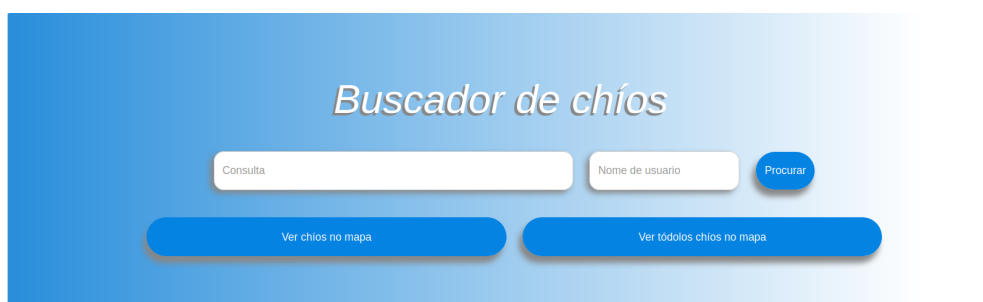 Buscador de chíos
Consulta
Nome de usuario
Procurar
Ver chíos no mapa
Ver tódolos chíos no mapa